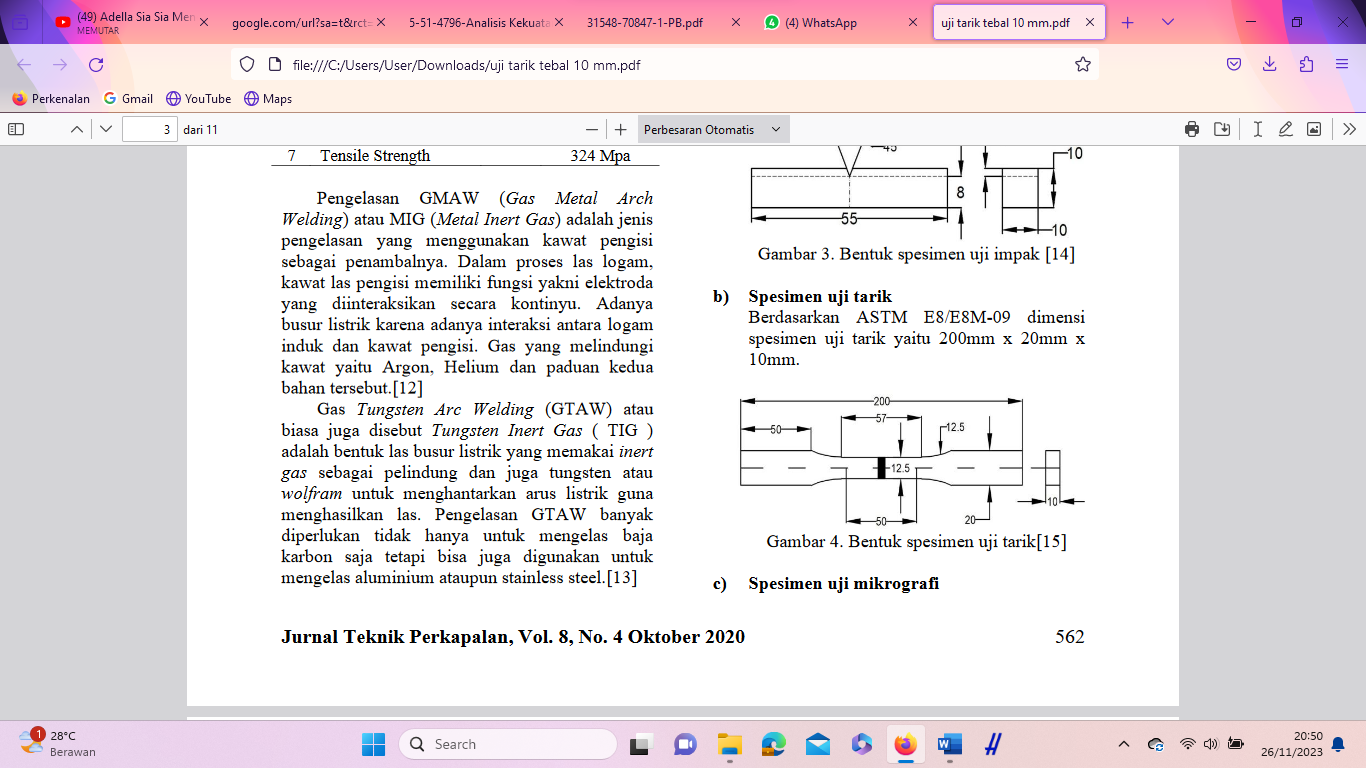 (49) Adella Sia Sia Men
MEMUTAR
google.com/url?sa=t&rct=
5-51-4796-Analisis Kekuata
31548-70847-1-PB.pdf
(4) WhatsApp
uji tarik tebal 10 mm.pdf
file:///C:/Users/User/Downloads/uji tarik tebal 10 mm.pdf
Perkenalan
Gmail
YouTube
Maps
3 dari 11
Perbesaran Otomatis
7 Tensile Strength 324 Mpa
Pengelasan GMAW (Gas Metal Arch
Welding) atau MIG (Metal Inert Gas) adalah jenis
pengelasan yang menggunakan kawat pengisi
sebagai penambalnya. Dalam proses las logam,
kawat las pengisi memiliki fungsi yakni elektroda
yang diinteraksikan secara kontinyu. Adanya
busur listrik karena adanya interaksi antara logam
induk dan kawat pengisi. Gas yang melindungi
kawat yaitu Argon, Helium dan paduan kedua
bahan tersebut.[12]
Gas Tungsten Arc Welding (GTAW) atau
biasa juga disebut Tungsten Inert Gas ( TIG )
adalah bentuk las busur listrik yang memakai inert
gas sebagai pelindung dan juga tungsten atau
wolfram untuk menghantarkan arus listrik guna
menghasilkan las. Pengelasan GTAW banyak
diperlukan tidak hanya untuk mengelas baja
karbon saja tetapi bisa juga digunakan untuk
mengelas aluminium ataupun stainless steel.[13]
45
10
8
55
10
Gambar 3. Bentuk spesimen uji impak [14]
b) Spesimen uji tarik
Berdasarkan ASTM E8/E8M-09 dimensi
spesimen uji tarik yaitu 200mm x 20mm x
10mm.
200
57
50
12.5
12.5
10
50
20
Gambar 4. Bentuk spesimen uji tarik[15]
c) Spesimen uji mikrografi
Jurnal Teknik Perkapalan, Vol. 8, No. 4 Oktober 2020 562
1
28°C
Berawan
Search
20:50
26/11/2023